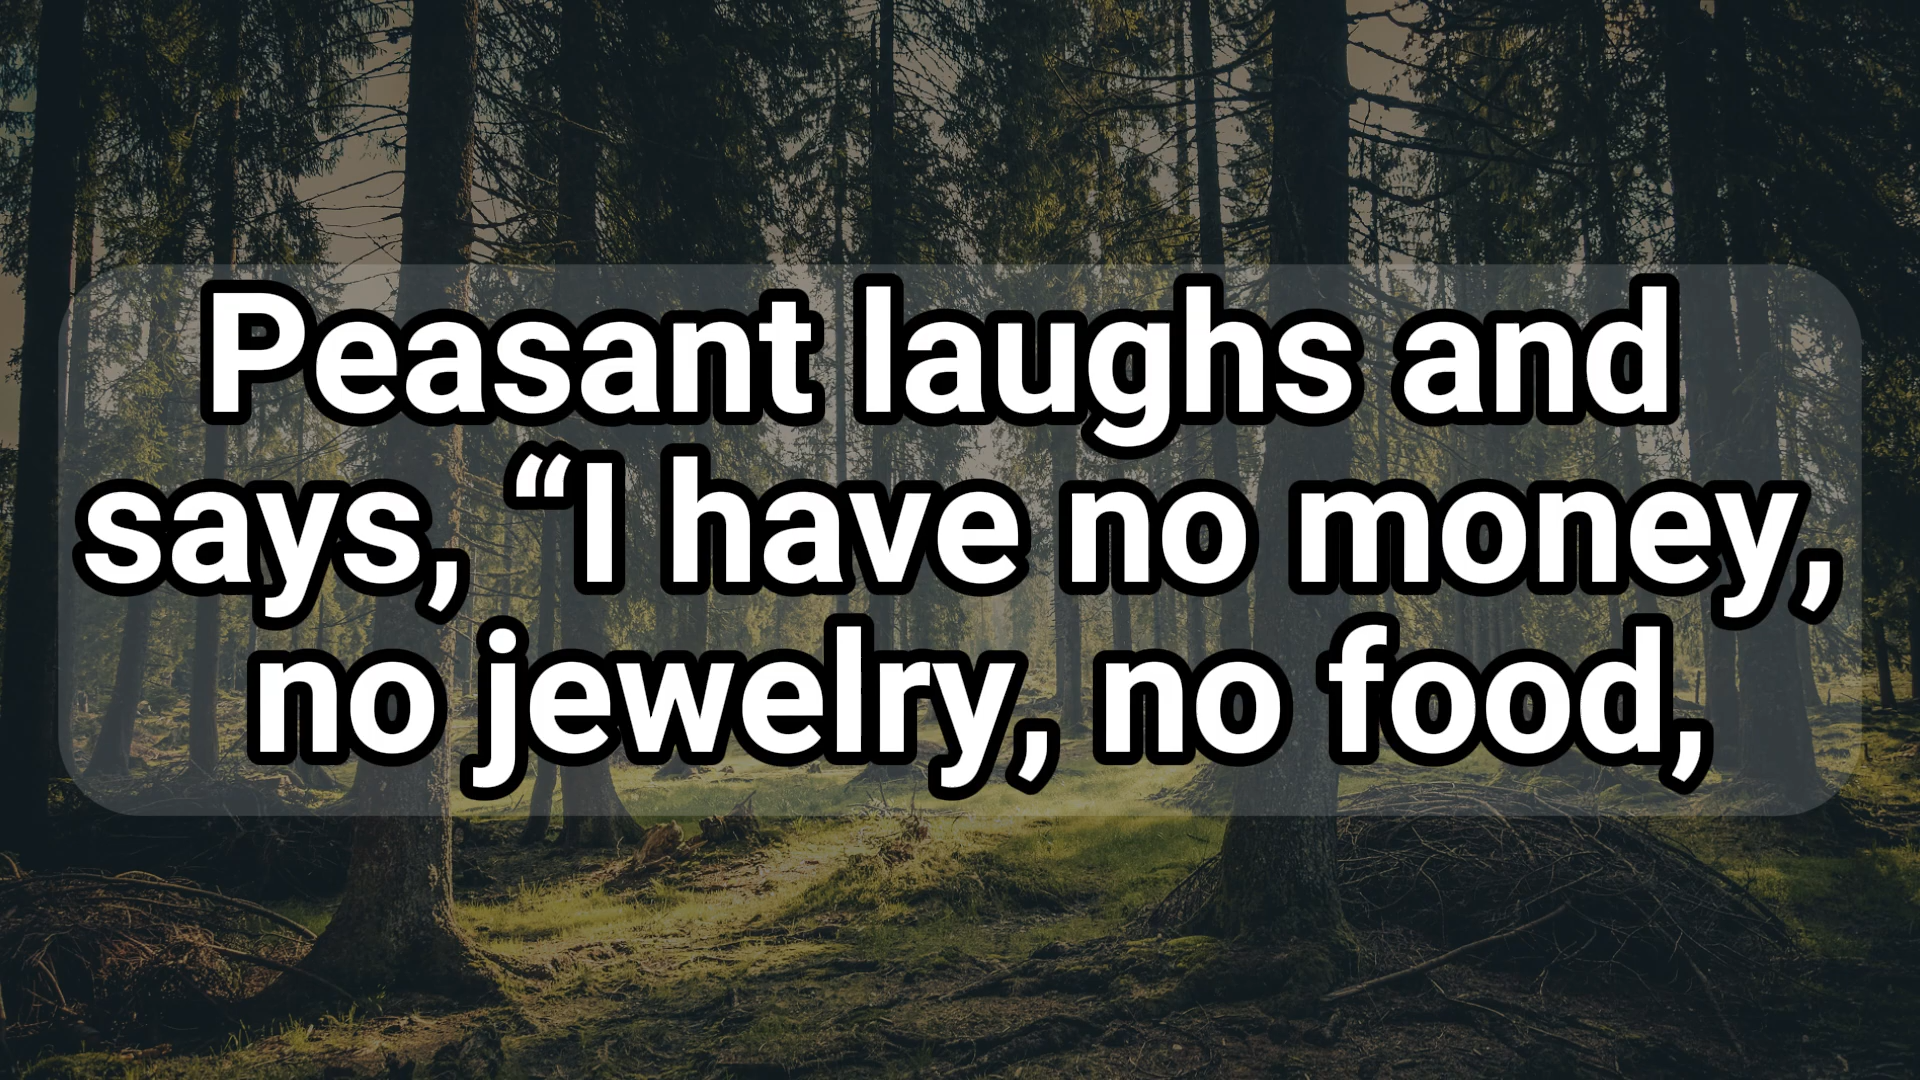 Peasant laughs and
says, “I have no money,
no jewelry, no food,